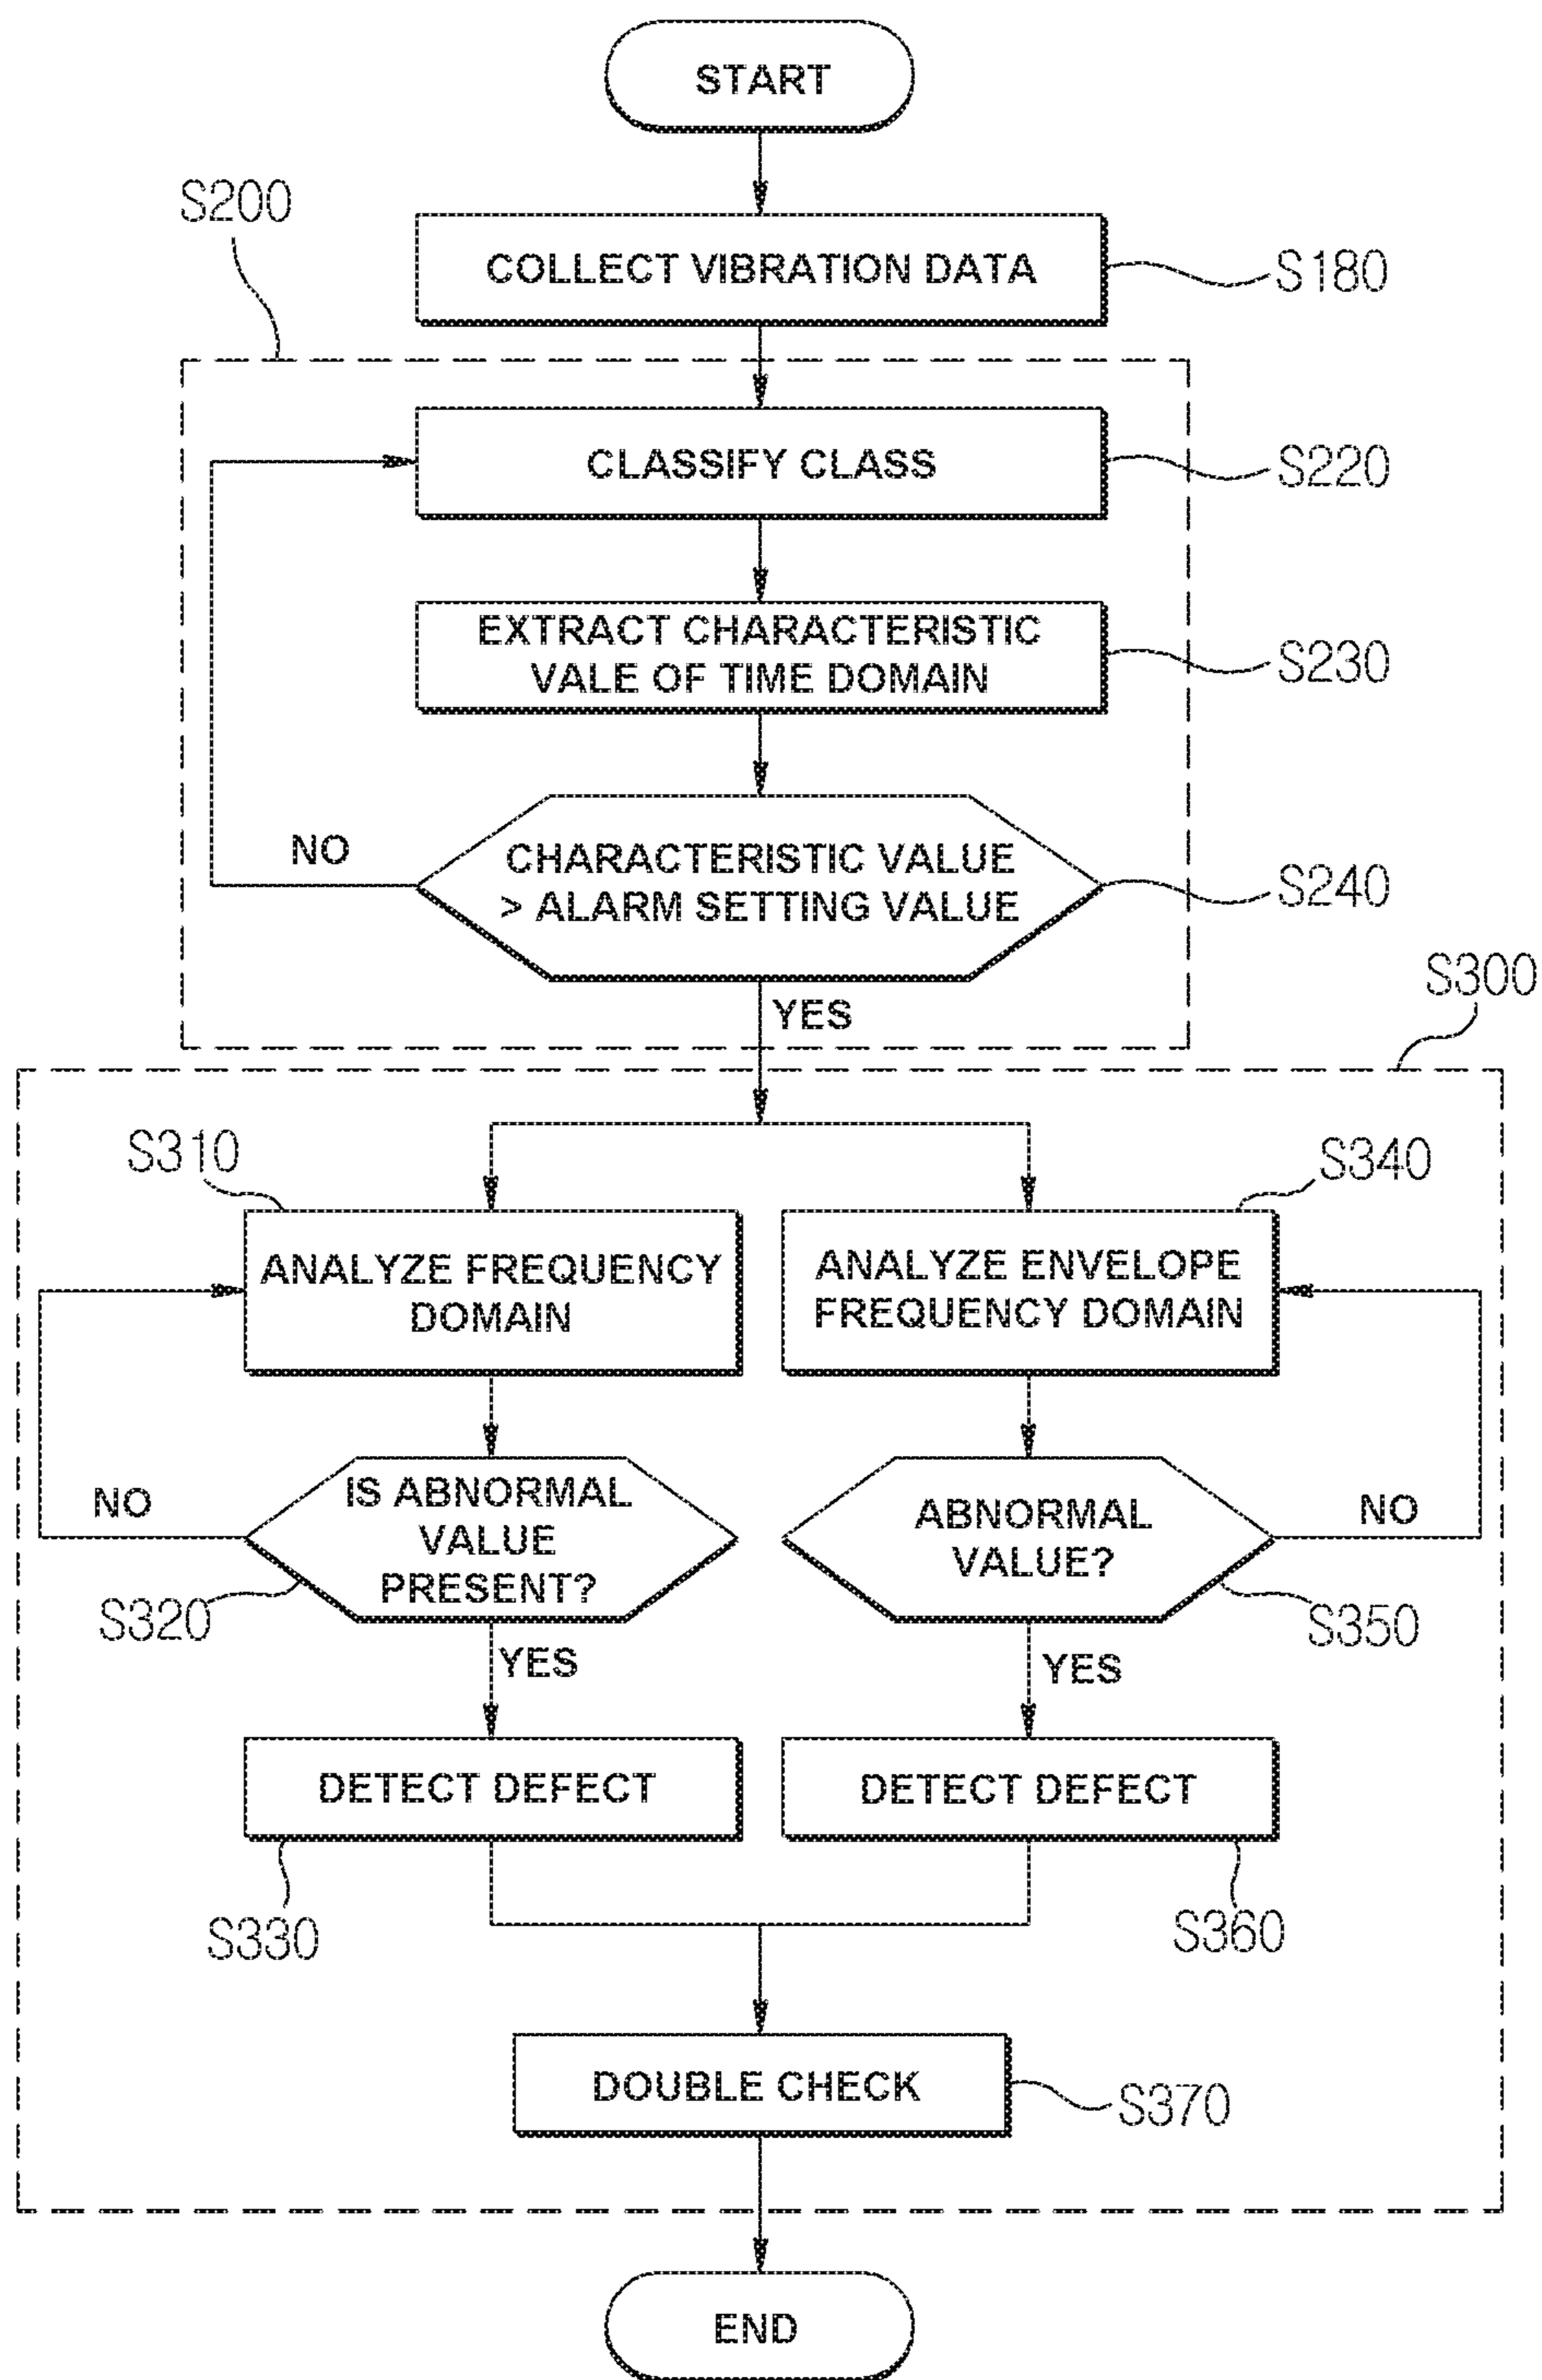 START
S200
COLLECT VIBRATION DATA
S180
CLASSIFY CLASS
S220
EXTRACT CHARACTERISTIC
VALE OF TIME DOMAIN
S230
NO
CHARACTERISTIC VALUE
> ALARM SETTING VALUE
S240
YES
S300
S310
S340
ANALYZE FREQUENCY
DOMAIN
ANALYZE ENVELOPE
FREQUENCY DOMAIN
NO
IS ABNORMAL
VALUE
PRESENT?
S320
ABNORMAL
VALUE?
NO
S350
YES
YES
DETECT DEFECT
DETECT DEFECT
S330
S360
DOUBLE CHECK
S370
END